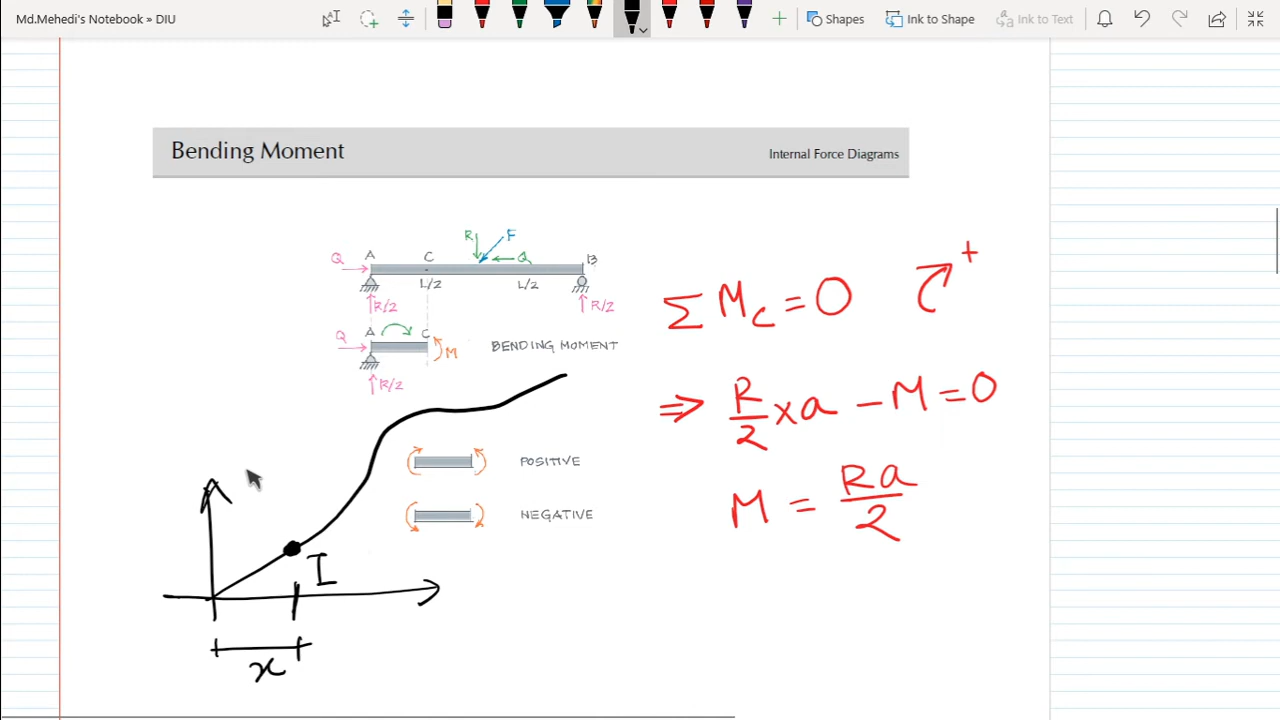 Md.Mehedi's Notebook » DIU
Shapes
Ink to Shape
Ink to Text
Bending Moment
Internal Force Diagrams
R F
Q A C Q B
L/2 L/2
R/2 R/2
A C
Q M BENDING MOMENT
R/2
POSITIVE
NEGATIVE
I
x
Σ M_C = 0 +
⇒ R/2 × a − M = 0
M = Ra/2